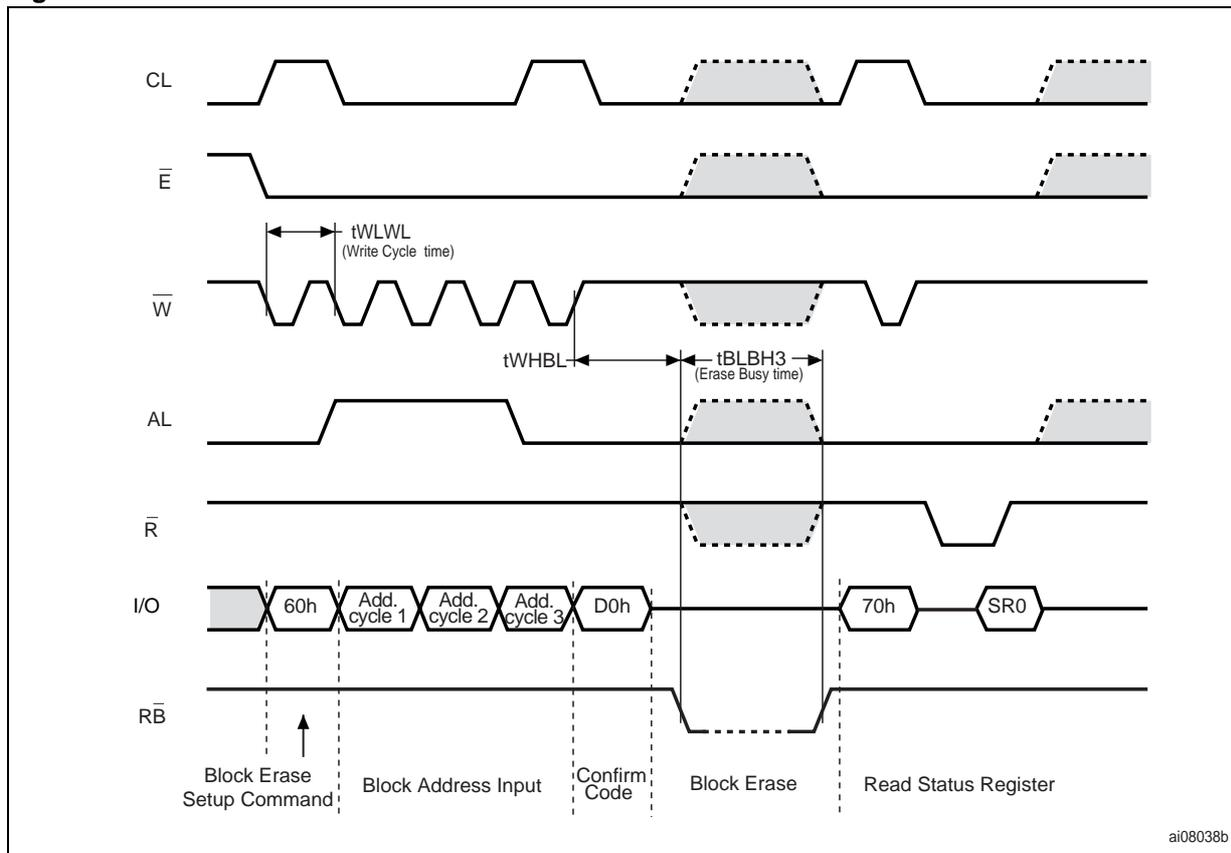 CL
E̅
tWLWL
(Write Cycle time)
W̅
tWHBL
tBLBH3
(Erase Busy time)
AL
R̅
I/O
60h
Add. cycle 1
Add. cycle 2
Add. cycle 3
D0h
70h
SR0
RB̅
Block Erase
Setup Command
Block Address Input
Confirm
Code
Block Erase
Read Status Register
ai08038b